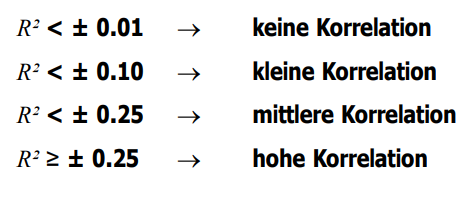 R² < ± 0.01 → keine Korrelation
R² < ± 0.10 → kleine Korrelation
R² < ± 0.25 → mittlere Korrelation
R² ≥ ± 0.25 → hohe Korrelation